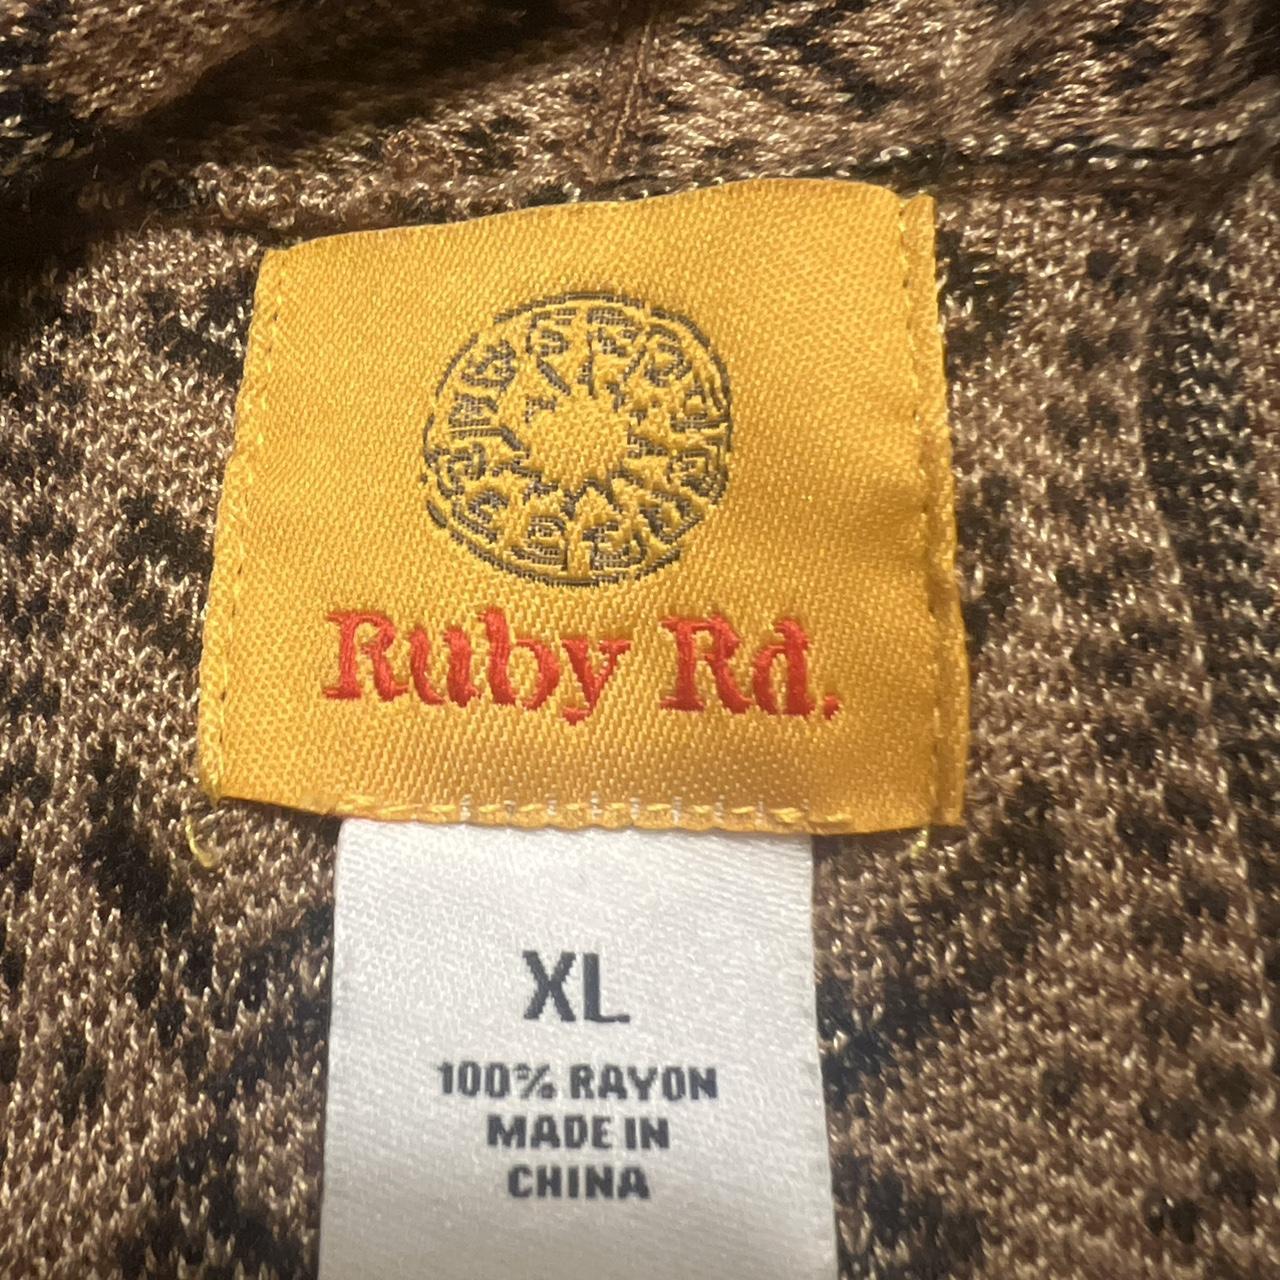 Ruby Rd.
XL
100% RAYON
MADE IN
CHINA